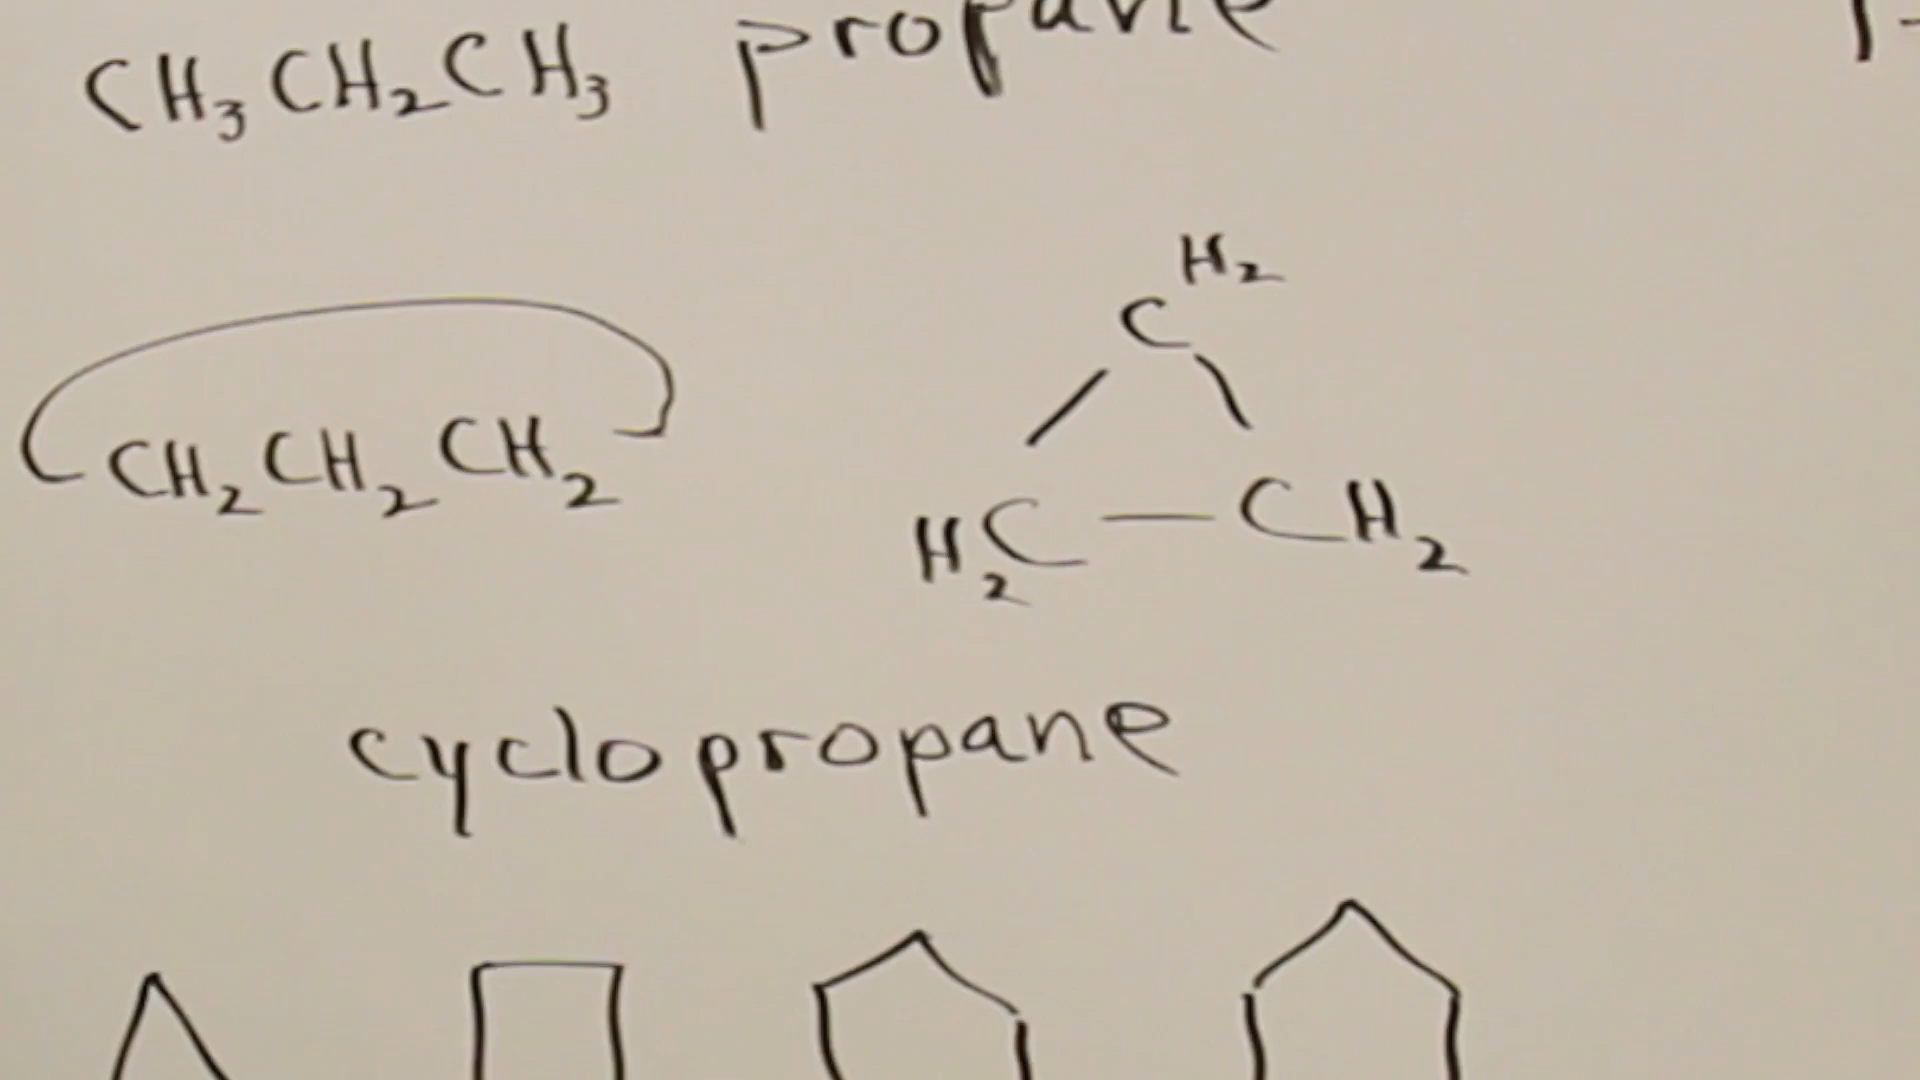 CH₃CH₂CH₃ propane
H₂
C
CH₂CH₂CH₂
H₂C — CH₂
cyclopropane